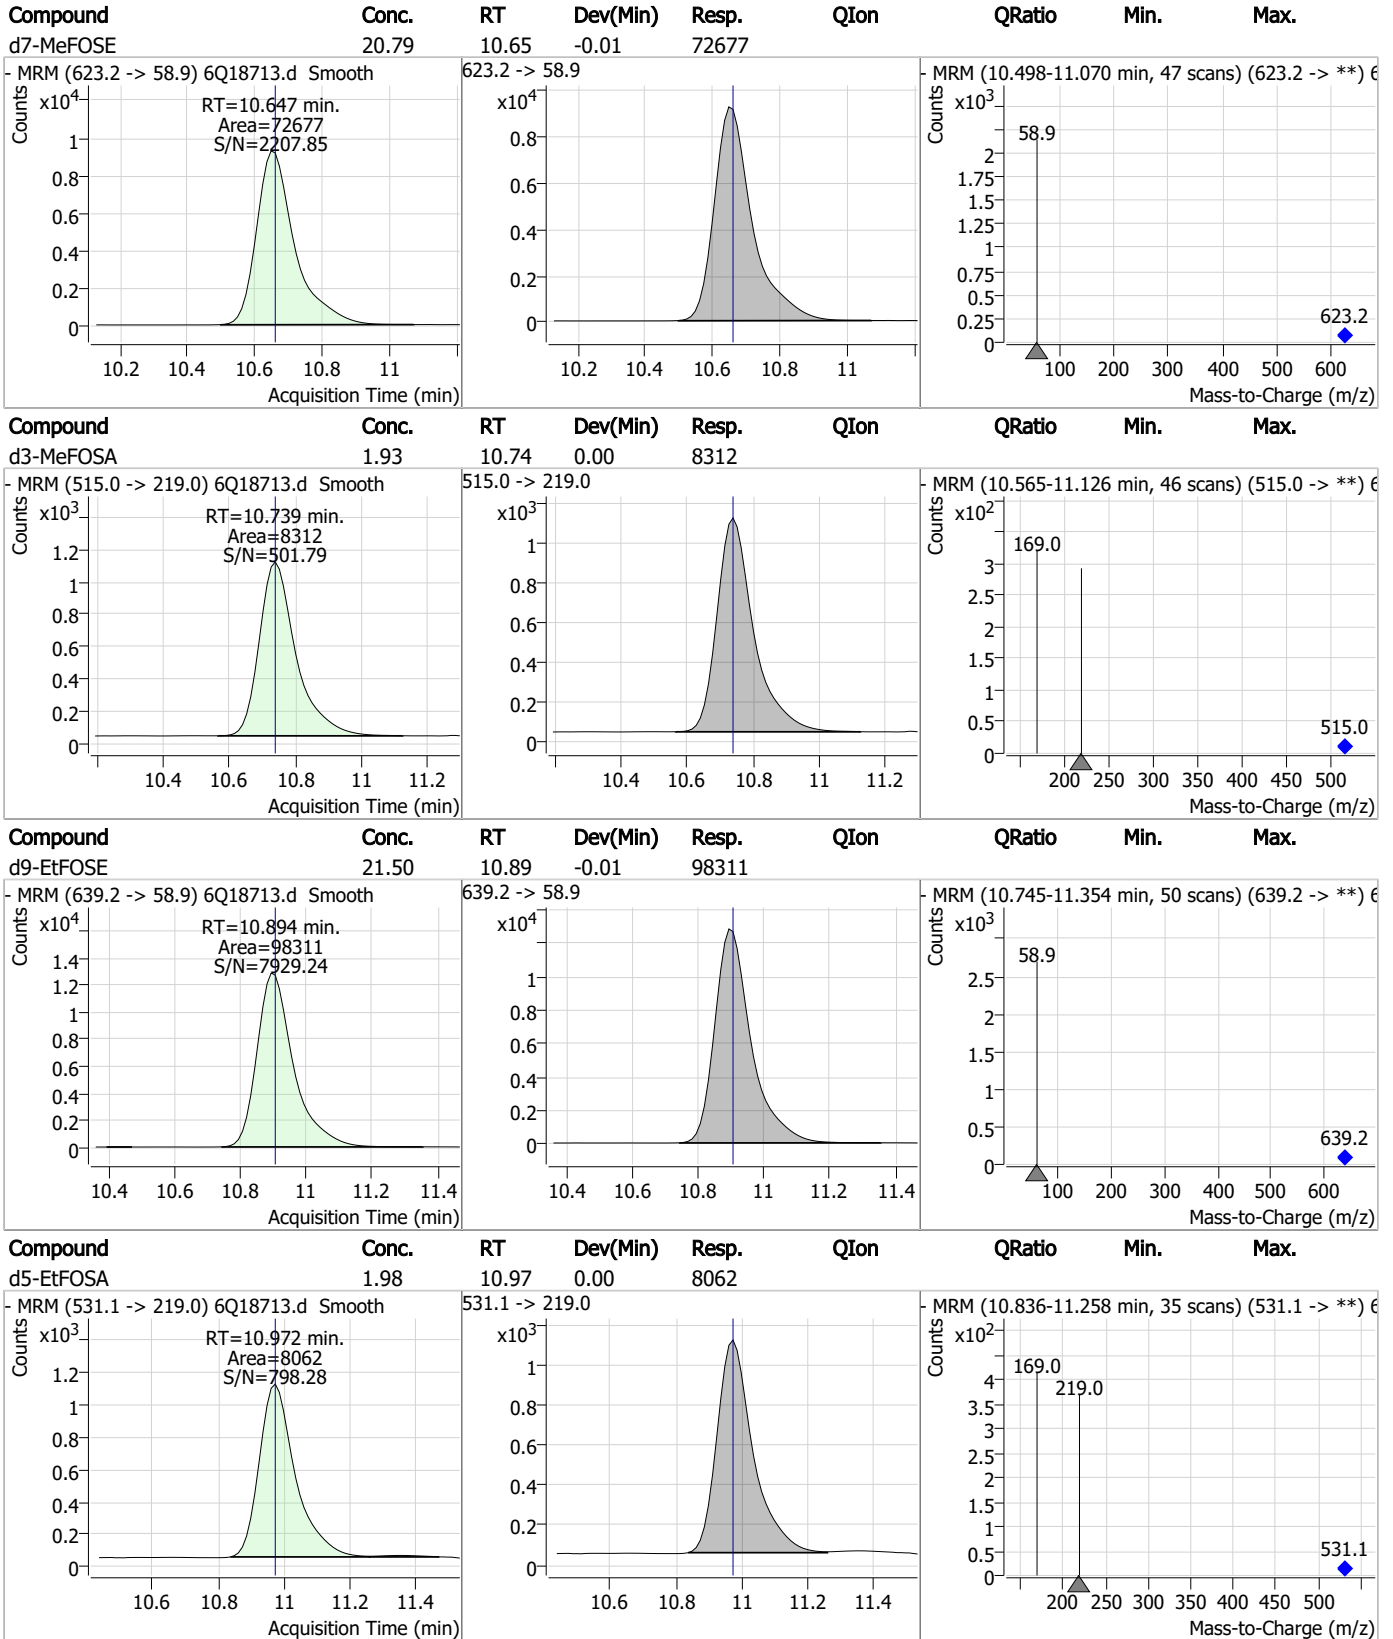 Compound Conc. RT Dev(Min) Resp. QIon QRatio Min. Max.
d7-MeFOSE 20.79 10.65 -0.01 72677
- MRM (623.2 -> 58.9) 6Q18713.d Smooth
Counts
x10^4
RT=10.647 min.
Area=72677
S/N=2207.85
1
0.8
0.6
0.4
0.2
0
10.2 10.4 10.6 10.8 11
Acquisition Time (min)
623.2 -> 58.9
x10^4
0.8
0.6
0.4
0.2
0
10.2 10.4 10.6 10.8 11
- MRM (10.498-11.070 min, 47 scans) (623.2 -> **) 6
Counts
x10^3
58.9
2
1.75
1.5
1.25
1
0.75
0.5
0.25
0
623.2
100 200 300 400 500 600
Mass-to-Charge (m/z)
Compound Conc. RT Dev(Min) Resp. QIon QRatio Min. Max.
d3-MeFOSA 1.93 10.74 0.00 8312
- MRM (515.0 -> 219.0) 6Q18713.d Smooth
Counts
x10^3
RT=10.739 min.
Area=8312
S/N=501.79
1.2
1
0.8
0.6
0.4
0.2
0
10.4 10.6 10.8 11 11.2
Acquisition Time (min)
515.0 -> 219.0
x10^3
1
0.8
0.6
0.4
0.2
0
10.4 10.6 10.8 11 11.2
- MRM (10.565-11.126 min, 46 scans) (515.0 -> **) 6
Counts
x10^2
169.0
3
2.5
2
1.5
1
0.5
0
515.0
200 250 300 350 400 450 500
Mass-to-Charge (m/z)
Compound Conc. RT Dev(Min) Resp. QIon QRatio Min. Max.
d9-EtFOSE 21.50 10.89 -0.01 98311
- MRM (639.2 -> 58.9) 6Q18713.d Smooth
Counts
x10^4
RT=10.894 min.
Area=98311
S/N=7929.24
1.4
1.2
1
0.8
0.6
0.4
0.2
0
10.4 10.6 10.8 11 11.2 11.4
Acquisition Time (min)
639.2 -> 58.9
x10^4
1
0.8
0.6
0.4
0.2
0
10.4 10.6 10.8 11 11.2 11.4
- MRM (10.745-11.354 min, 50 scans) (639.2 -> **) 6
Counts
x10^3
58.9
2.5
2
1.5
1
0.5
0
639.2
100 200 300 400 500 600
Mass-to-Charge (m/z)
Compound Conc. RT Dev(Min) Resp. QIon QRatio Min. Max.
d5-EtFOSA 1.98 10.97 0.00 8062
- MRM (531.1 -> 219.0) 6Q18713.d Smooth
Counts
x10^3
RT=10.972 min.
Area=8062
S/N=798.28
1.2
1
0.8
0.6
0.4
0.2
0
10.6 10.8 11 11.2 11.4
Acquisition Time (min)
531.1 -> 219.0
x10^3
1
0.8
0.6
0.4
0.2
0
10.6 10.8 11 11.2 11.4
- MRM (10.836-11.258 min, 35 scans) (531.1 -> **) 6
Counts
x10^2
169.0
219.0
4
3.5
3
2.5
2
1.5
1
0.5
0
531.1
200 250 300 350 400 450 500
Mass-to-Charge (m/z)